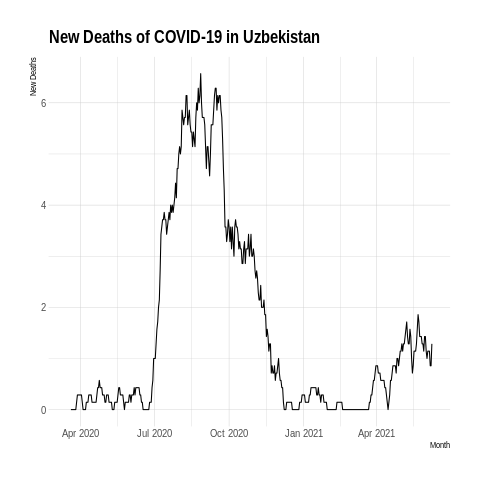 New Deaths of COVID-19 in Uzbekistan
New Deaths
6
4
2
0
Apr 2020 Jul 2020 Oct 2020 Jan 2021 Apr 2021
Month